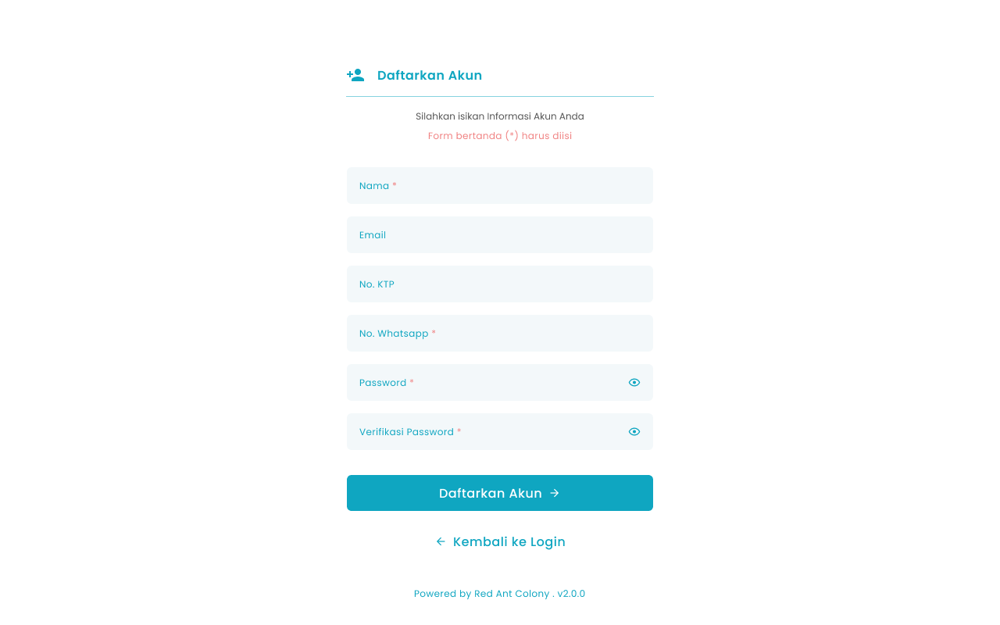 Daftarkan Akun
Silahkan isikan Informasi Akun Anda
Form bertanda (*) harus diisi
Nama *
Email
No. KTP
No. Whatsapp *
Password *
Verifikasi Password *
Daftarkan Akun
Kembali ke Login
Powered by Red Ant Colony . v2.0.0